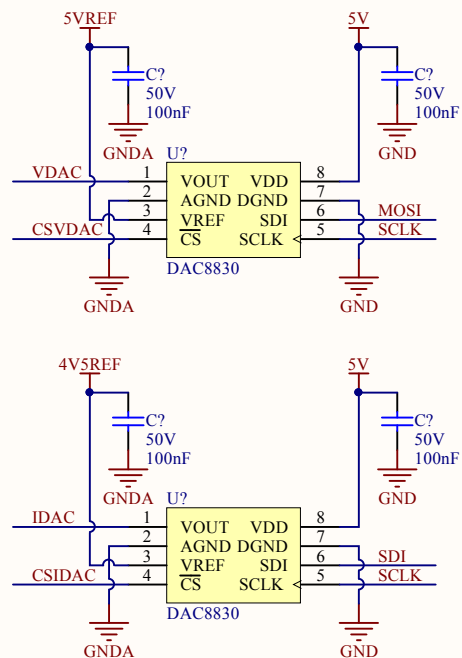 5VREF
5V
C?
50V
100nF
C?
50V
100nF
GNDA
GND
U?
VDAC 1 VOUT VDD 8
2 AGND DGND 7
3 VREF SDI 6 MOSI
CSVDAC 4 CS SCLK 5 SCLK
DAC8830
GNDA
GND
4V5REF
5V
C?
50V
100nF
C?
50V
100nF
GNDA
GND
U?
IDAC 1 VOUT VDD 8
2 AGND DGND 7
3 VREF SDI 6 SDI
CSIDAC 4 CS SCLK 5 SCLK
DAC8830
GNDA
GND